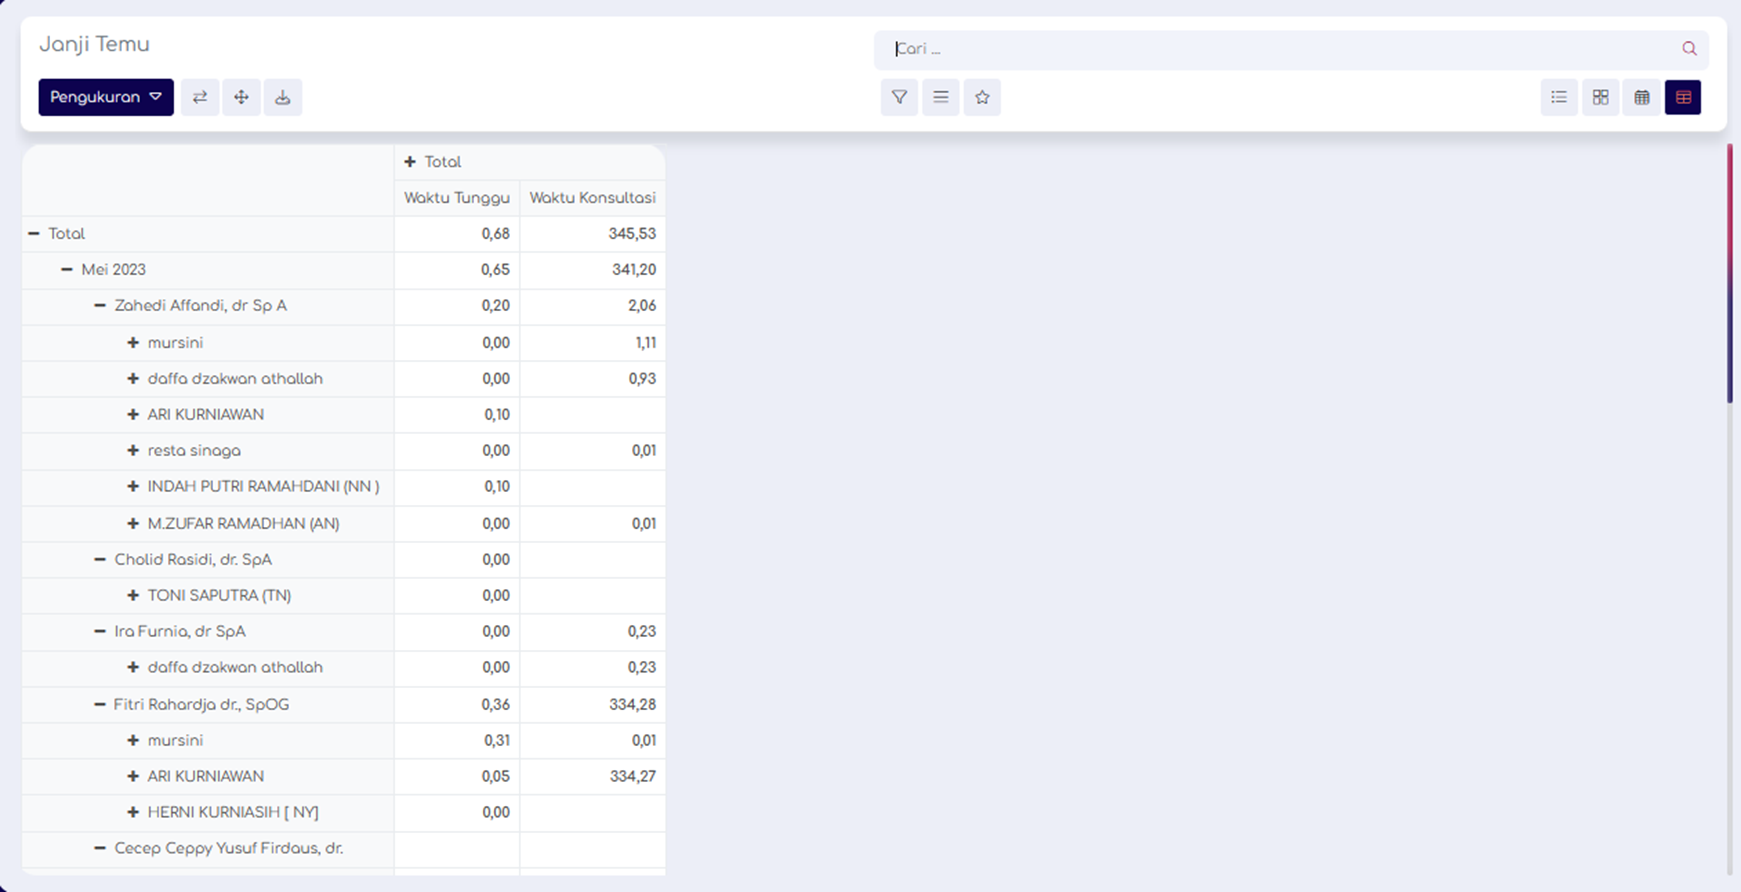 Janji Temu
Cari ...
Pengukuran
Total
Waktu Tunggu Waktu Konsultasi
Total 0,68 345,53
Mei 2023 0,65 341,20
Zahedi Affandi, dr Sp A 0,20 2,06
mursini 0,00 1,11
daffa dzakwan athallah 0,00 0,93
ARI KURNIAWAN 0,10
resta sinaga 0,00 0,01
INDAH PUTRI RAMAHDANI (NN ) 0,10
M.ZUFAR RAMADHAN (AN) 0,00 0,01
Cholid Rasidi, dr. SpA 0,00
TONI SAPUTRA (TN) 0,00
Ira Furnia, dr SpA 0,00 0,23
daffa dzakwan athallah 0,00 0,23
Fitri Rahardja dr., SpOG 0,36 334,28
mursini 0,31 0,01
ARI KURNIAWAN 0,05 334,27
HERNI KURNIASIH [ NY] 0,00
Cecep Ceppy Yusuf Firdaus, dr.